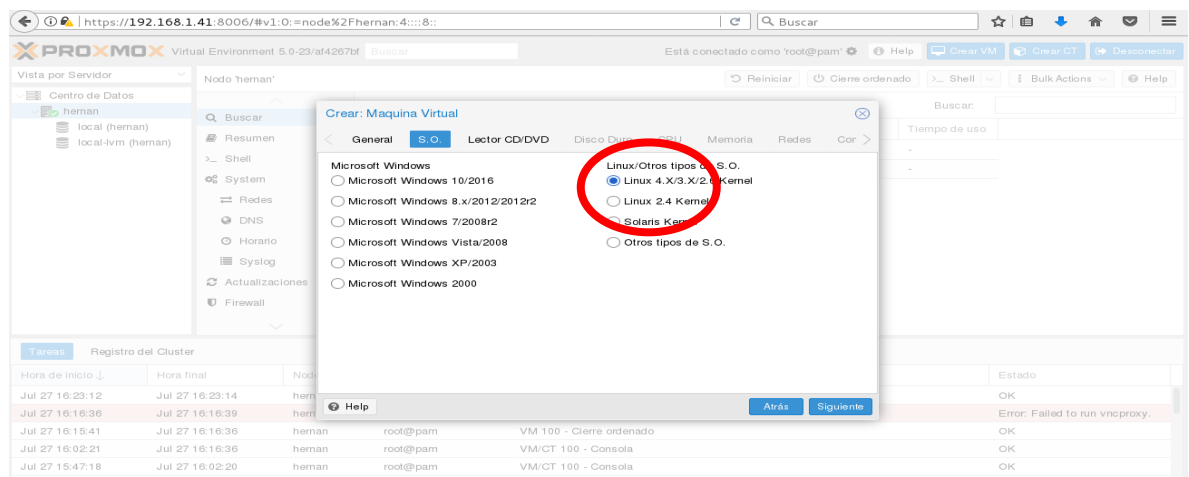 https://192.168.1.41:8006/#v1:0:=node%2Fhernan:4::::8:: Buscar
PROXMOX Virtual Environment 5.0-23/af4267bf Buscar Está conectado como 'root@pam' Help Crear VM Crear CT Desconectar
Vista por Servidor Nodo 'hernan' Reiniciar Cierre ordenado Shell Bulk Actions Help
Centro de Datos
hernan
local (hernan)
local-lvm (hernan)
Buscar
Resumen
Shell
System
Redes
DNS
Horario
Syslog
Actualizaciones
Firewall
Buscar:
Tiempo de uso
-
-
Crear: Maquina Virtual
General S.O. Lector CD/DVD Disco Duro CPU Memoria Redes Cor
Microsoft Windows
Microsoft Windows 10/2016
Microsoft Windows 8.x/2012/2012r2
Microsoft Windows 7/2008r2
Microsoft Windows Vista/2008
Microsoft Windows XP/2003
Microsoft Windows 2000
Linux/Otros tipos de S.O.
Linux 4.X/3.X/2.6 Kernel
Linux 2.4 Kernel
Solaris Kernel
Otros tipos de S.O.
Help Atrás Siguiente
Tareas Registro del Cluster
Hora de inicio Hora final Nodo Estado
Jul 27 16:23:12 Jul 27 16:23:14 hern OK
Jul 27 16:16:36 Jul 27 16:16:39 hern Error: Failed to run vncproxy.
Jul 27 16:15:41 Jul 27 16:16:36 hernan root@pam VM 100 - Cierre ordenado OK
Jul 27 16:02:21 Jul 27 16:16:36 hernan root@pam VM/CT 100 - Consola OK
Jul 27 15:47:18 Jul 27 16:02:20 hernan root@pam VM/CT 100 - Consola OK